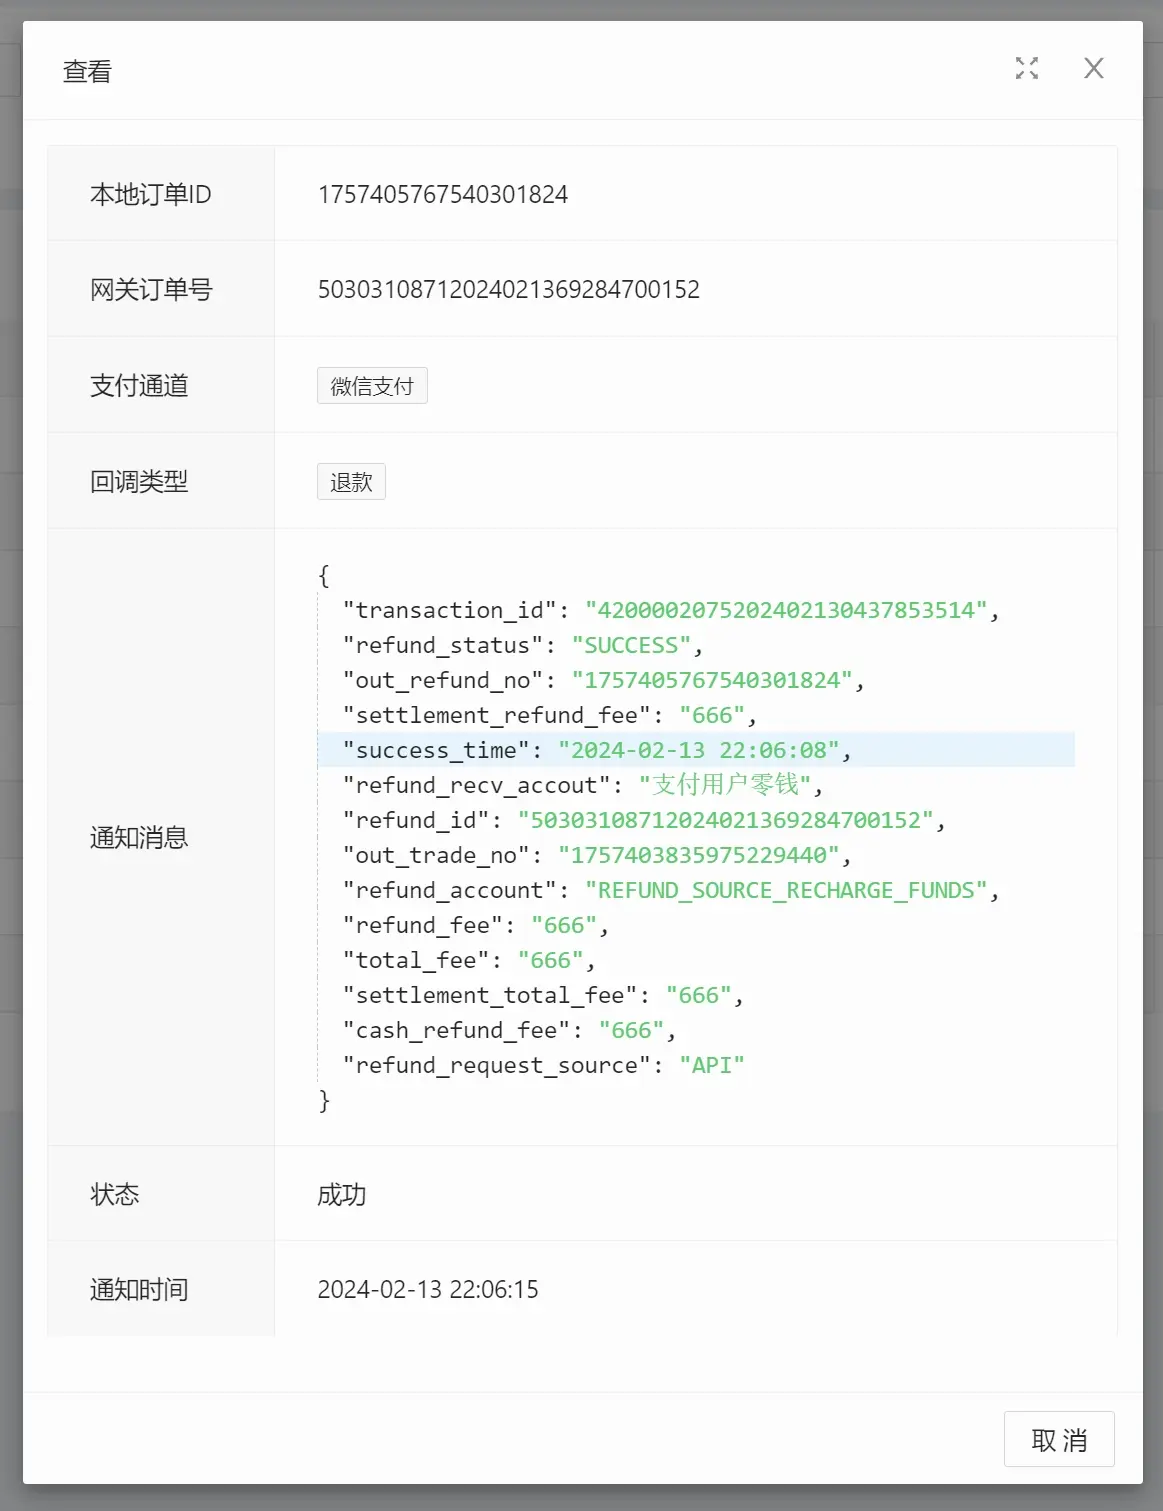 查看
本地订单ID
1757405767540301824
网关订单号
50303108712024021369284700152
支付通道
微信支付
回调类型
退款
通知消息
{
"transaction_id": "4200002075202402130437853514",
"refund_status": "SUCCESS",
"out_refund_no": "1757405767540301824",
"settlement_refund_fee": "666",
"success_time": "2024-02-13 22:06:08",
"refund_recv_accout": "支付用户零钱",
"refund_id": "50303108712024021369284700152",
"out_trade_no": "1757403835975229440",
"refund_account": "REFUND_SOURCE_RECHARGE_FUNDS",
"refund_fee": "666",
"total_fee": "666",
"settlement_total_fee": "666",
"cash_refund_fee": "666",
"refund_request_source": "API"
}
状态
成功
通知时间
2024-02-13 22:06:15
取 消